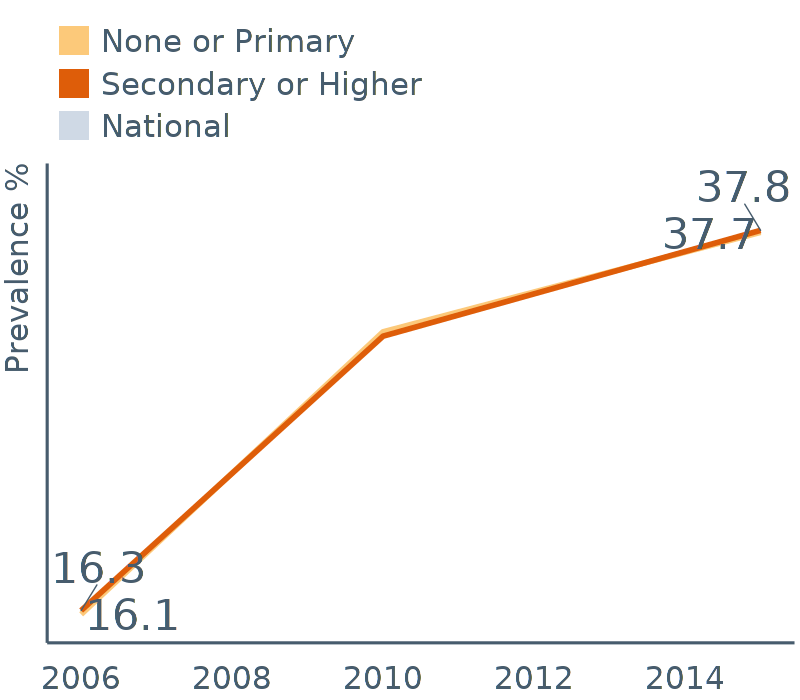 None or Primary
Secondary or Higher
National
Prevalence %
37.8
37.7
16.3
16.1
2006 2008 2010 2012 2014